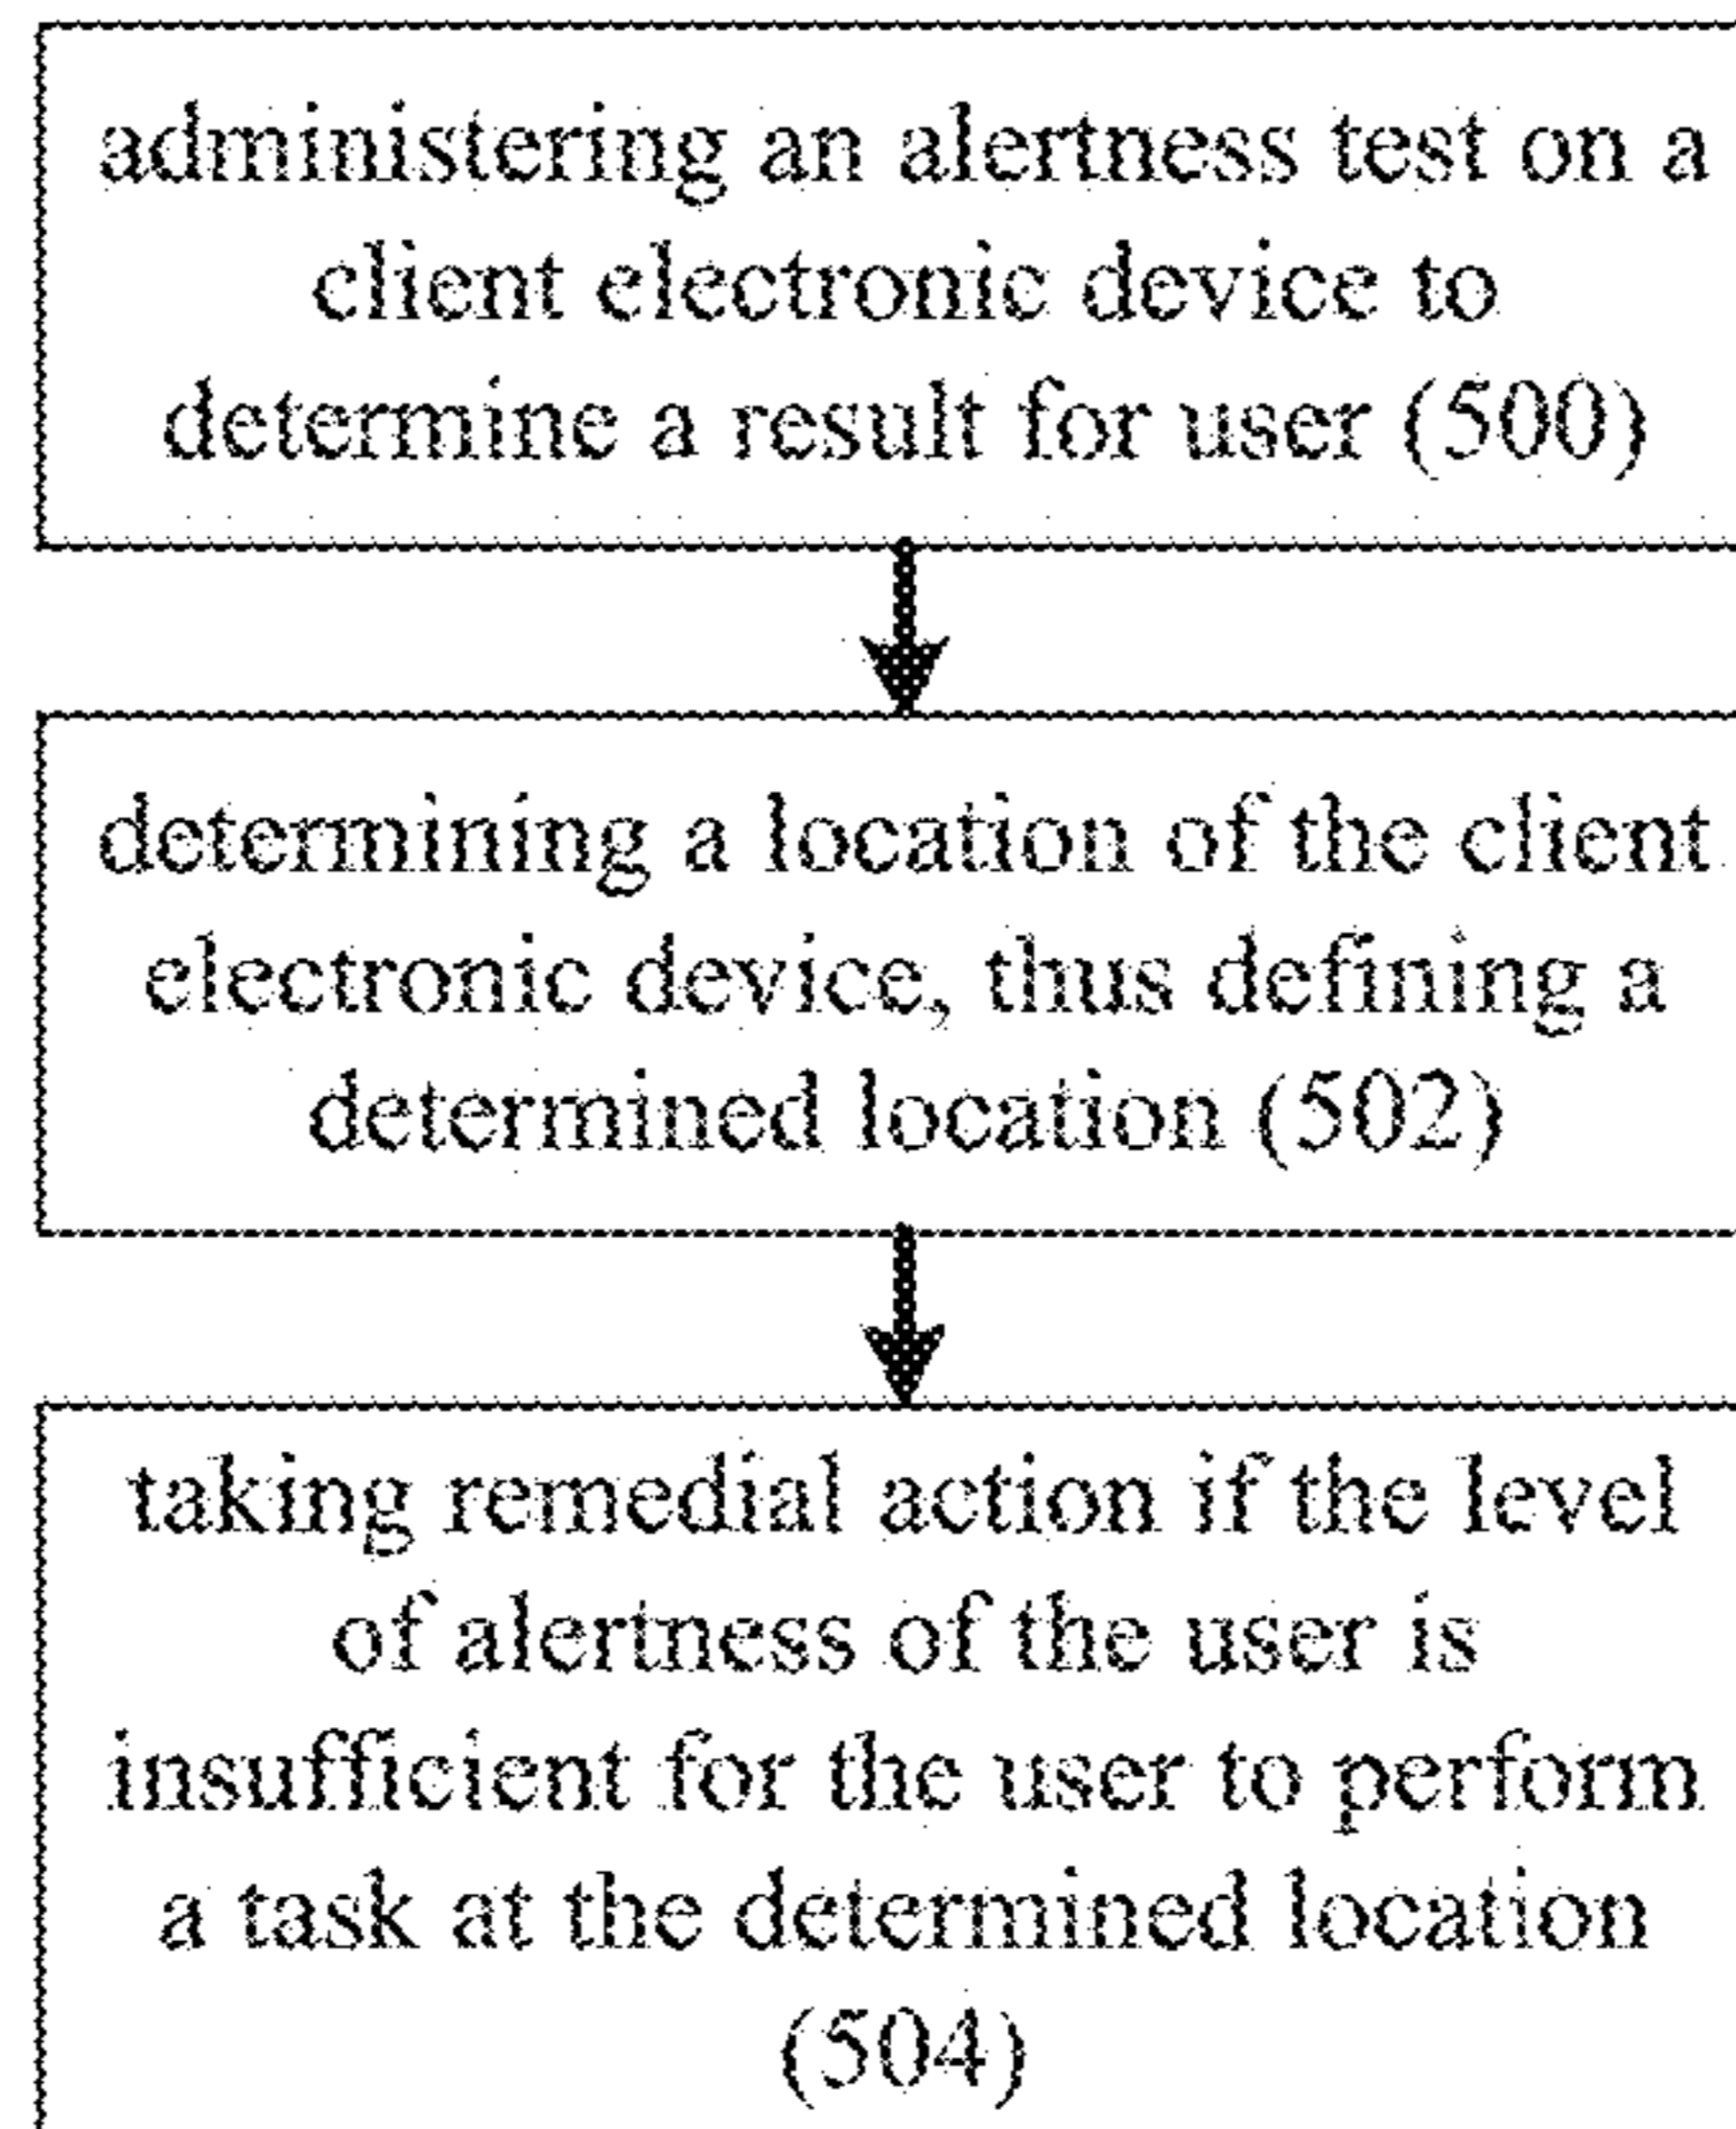 administering an alertness test on a
client electronic device to
determine a result for user (500)
determining a location of the client
electronic device, thus defining a
determined location (502)
taking remedial action if the level
of alertness of the user is
insufficient for the user to perform
a task at the determined location
(504)